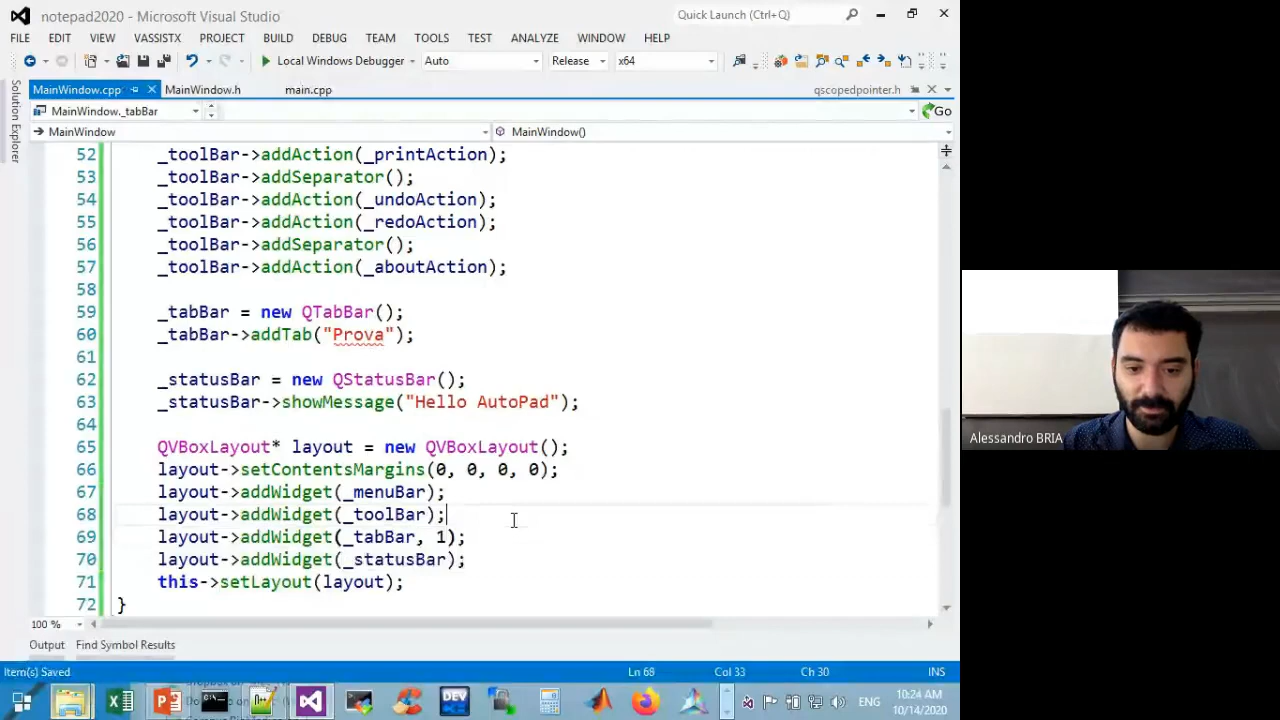 notepad2020 - Microsoft Visual Studio
Quick Launch (Ctrl+Q)
FILE EDIT VIEW VASSISTX PROJECT BUILD DEBUG TEAM TOOLS TEST ANALYZE WINDOW HELP
Local Windows Debugger Auto Release x64
MainWindow.cpp MainWindow.h main.cpp qscopedpointer.h
MainWindow._tabBar Go
MainWindow MainWindow()
Solution Explorer
52 _toolBar->addAction(_printAction);
53 _toolBar->addSeparator();
54 _toolBar->addAction(_undoAction);
55 _toolBar->addAction(_redoAction);
56 _toolBar->addSeparator();
57 _toolBar->addAction(_aboutAction);
58
59 _tabBar = new QTabBar();
60 _tabBar->addTab("Prova");
61
62 _statusBar = new QStatusBar();
63 _statusBar->showMessage("Hello AutoPad");
64
65 QVBoxLayout* layout = new QVBoxLayout();
66 layout->setContentsMargins(0, 0, 0, 0);
67 layout->addWidget(_menuBar);
68 layout->addWidget(_toolBar);
69 layout->addWidget(_tabBar, 1);
70 layout->addWidget(_statusBar);
71 this->setLayout(layout);
72 }
100 %
Output Find Symbol Results
Item(s) Saved Ln 68 Col 33 Ch 30 INS
DEV
ENG
10:24 AM
10/14/2020
Alessandro BRIA